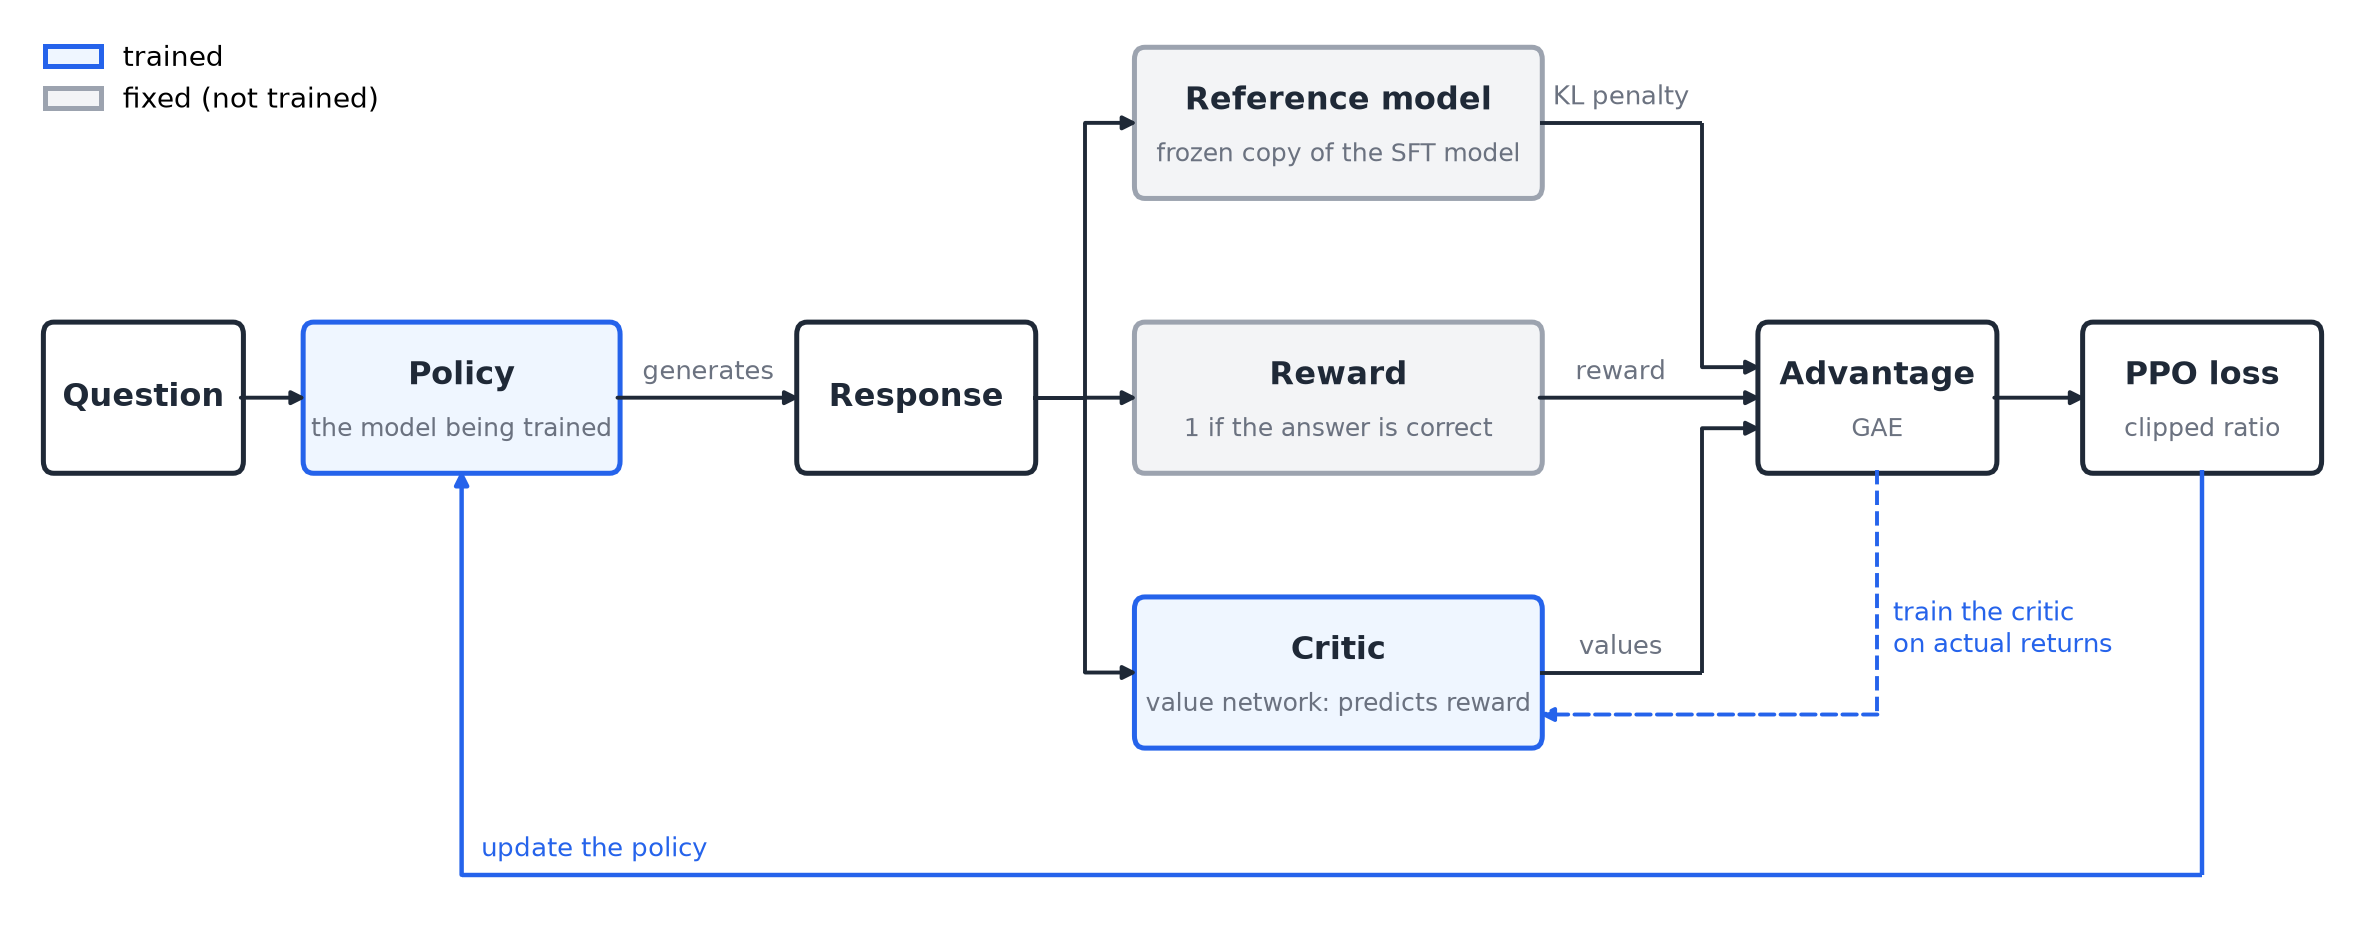 trained
fixed (not trained)
Reference model
frozen copy of the SFT model
KL penalty
Question
Policy
the model being trained
generates
Response
Reward
1 if the answer is correct
reward
Advantage
GAE
PPO loss
clipped ratio
Critic
value network: predicts reward
values
train the critic
on actual returns
update the policy